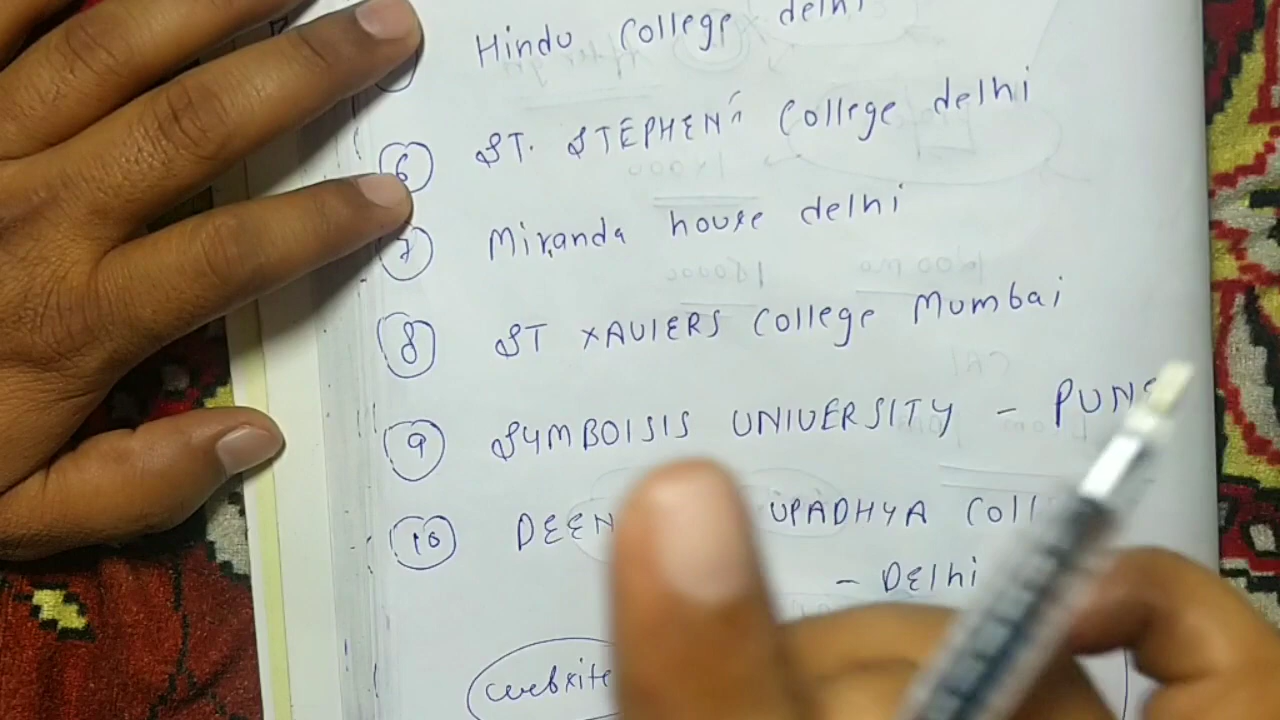 Hindu College delhi
6 ST. STEPHEN'S College delhi
7 Miranda house delhi
8 ST XAVIERS College Mumbai
9 SYMBOISIS UNIVERSITY - PUN
10 DEEN UPADHYA Coll
- Delhi
website